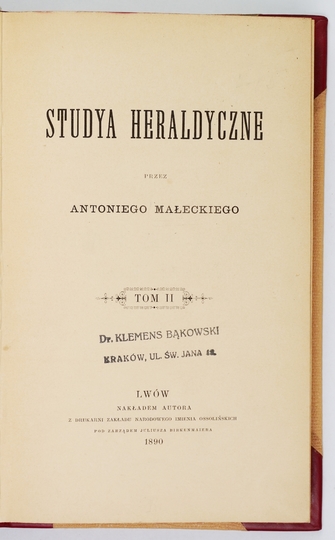 STUDYA HERALDYCZNE
PRZEZ
ANTONIEGO MAŁECKIEGO
TOM II
Dr. KLEMENS BĄKOWSKI
KRAKÓW, UL. ŚW. JANA 12.
LWÓW
NAKŁADEM AUTORA
Z DRUKARNI ZAKŁADU NARODOWEGO IMIENIA OSSOLIŃSKICH
POD ZARZĄDEM JULIUSZA BIRKENMAJERA
1890